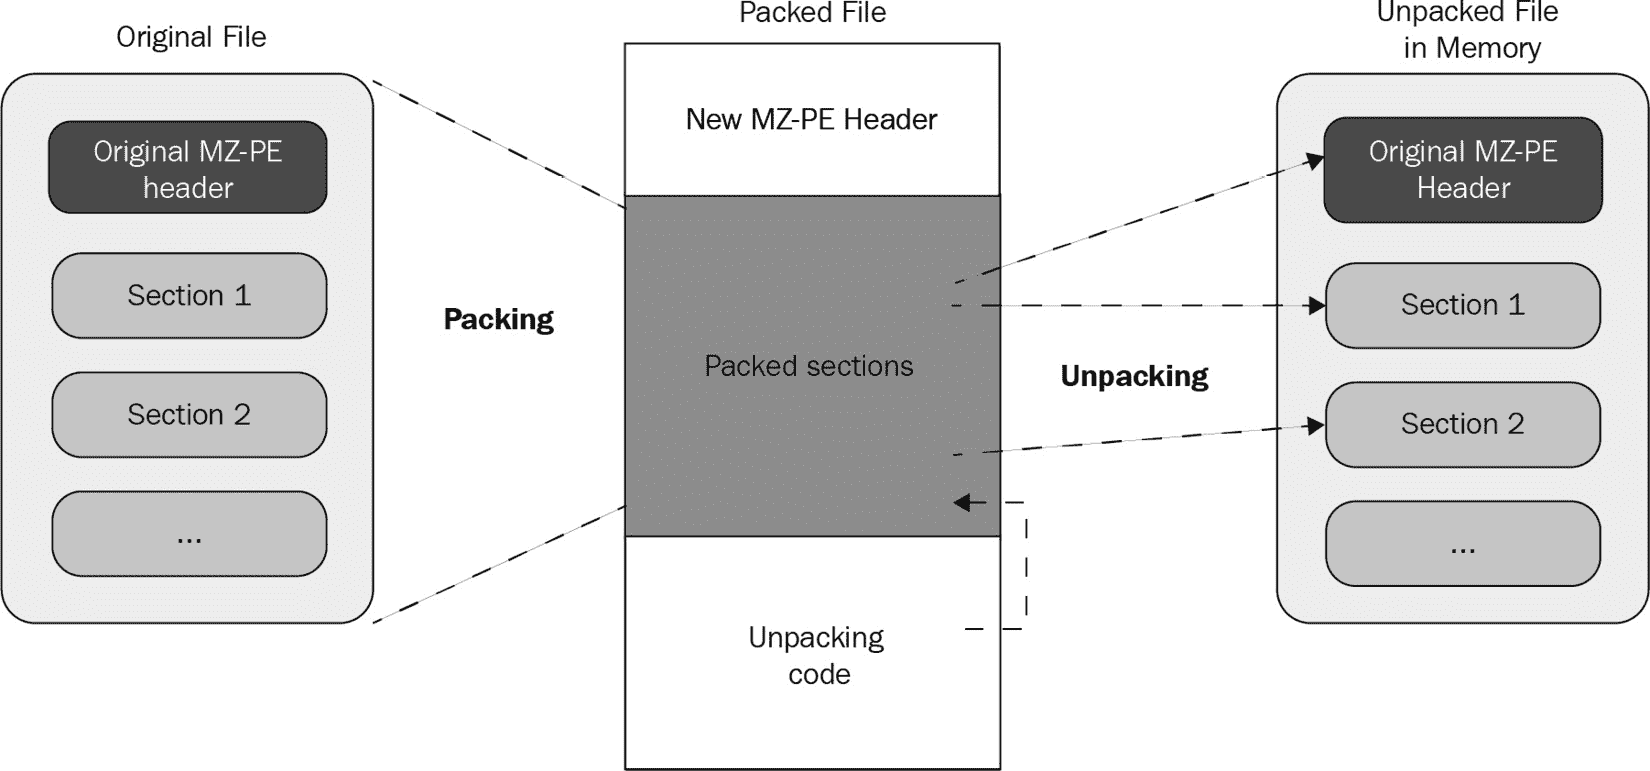 Original File
Original MZ-PE
header
Section 1
Section 2
...
Packing
Packed File
New MZ-PE Header
Packed sections
Unpacking
code
Unpacking
Unpacked File
in Memory
Original MZ-PE
Header
Section 1
Section 2
...